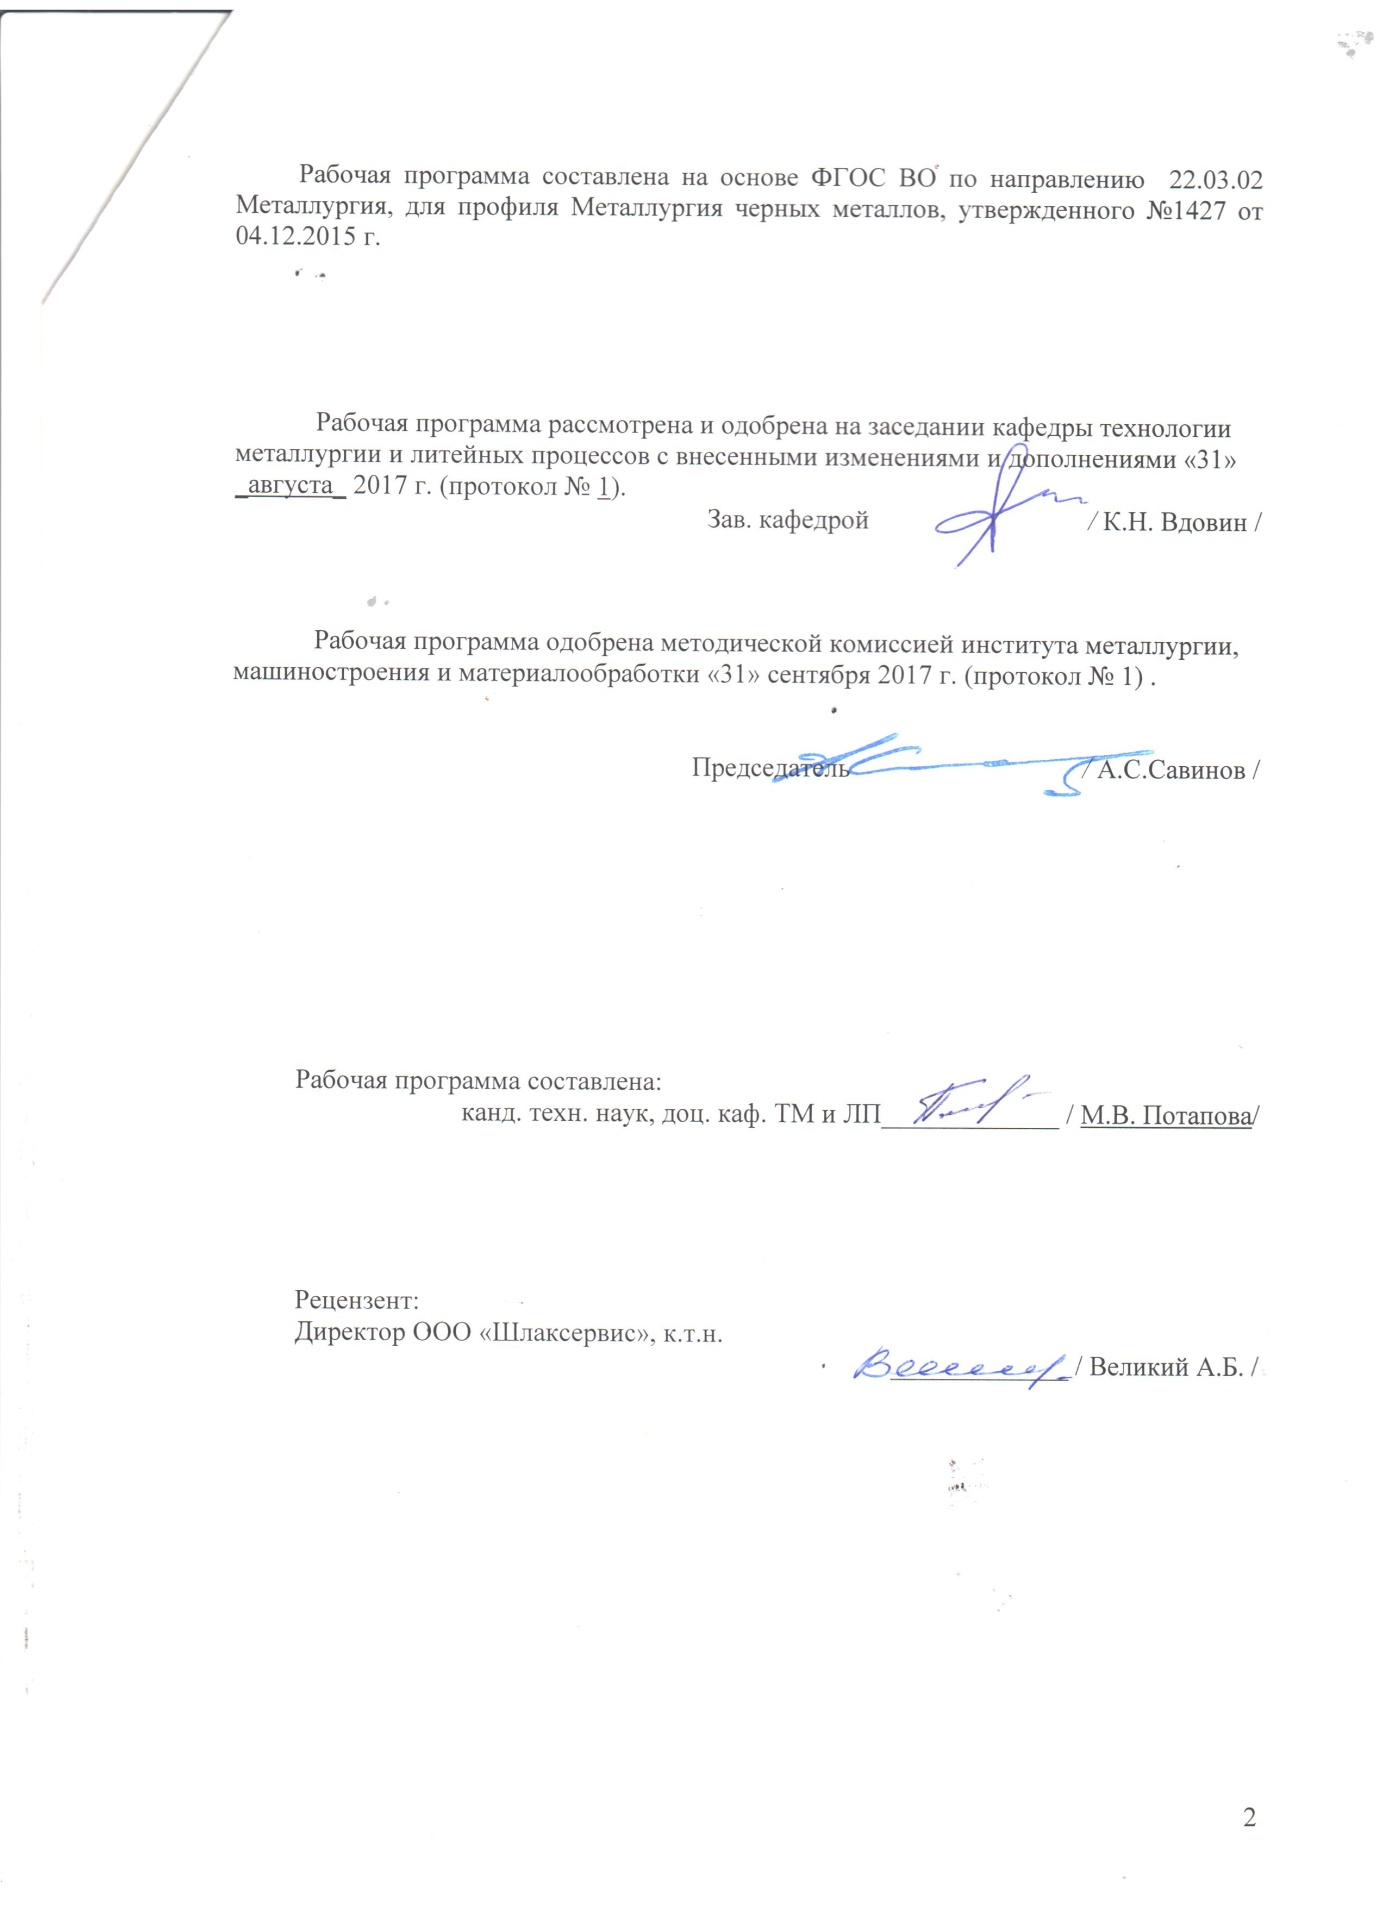 Рабочая программа составлена на основе ФГОС ВО по направлению 22.03.02
Металлургия, для профиля Металлургия черных металлов, утвержденного №1427 от
04.12.2015 г.
Рабочая программа рассмотрена и одобрена на заседании кафедры технологии
металлургии и литейных процессов с внесенными изменениями и дополнениями «31»
_августа_ 2017 г. (протокол № 1).
Зав. кафедрой / К.Н. Вдовин /
Рабочая программа одобрена методической комиссией института металлургии,
машиностроения и материалообработки «31» сентября 2017 г. (протокол № 1) .
Председатель / А.С.Савинов /
Рабочая программа составлена:
канд. техн. наук, доц. каф. ТМ и ЛП_____________ / М.В. Потапова/
Рецензент:
Директор ООО «Шлаксервис», к.т.н.
_____________/ Великий А.Б. /
2